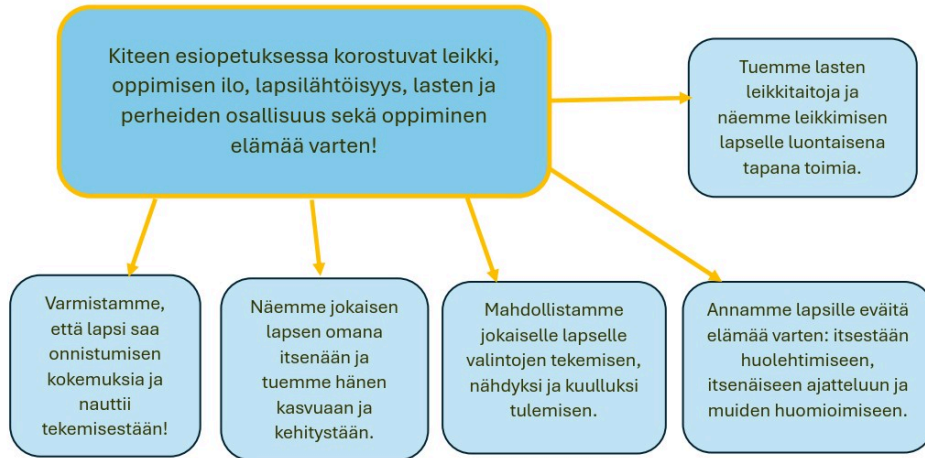 Kiteen esiopetuksessa korostuvat leikki,
oppimisen ilo, lapsilähtöisyys, lasten ja
perheiden osallisuus sekä oppiminen
elämää varten!
Tuemme lasten
leikkitaitoja ja
näemme leikkimisen
lapselle luontaisena
tapana toimia.
Varmistamme,
että lapsi saa
onnistumisen
kokemuksia ja
nauttii
tekemisestään!
Näemme jokaisen
lapsen omana
itsenään ja
tuemme hänen
kasvuaan ja
kehitystään.
Mahdollistamme
jokaiselle lapselle
valintojen tekemisen,
nähdyksi ja kuulluksi
tulemisen.
Annamme lapsille eväitä
elämää varten: itsestään
huolehtimiseen,
itsenäiseen ajatteluun ja
muiden huomioimiseen.